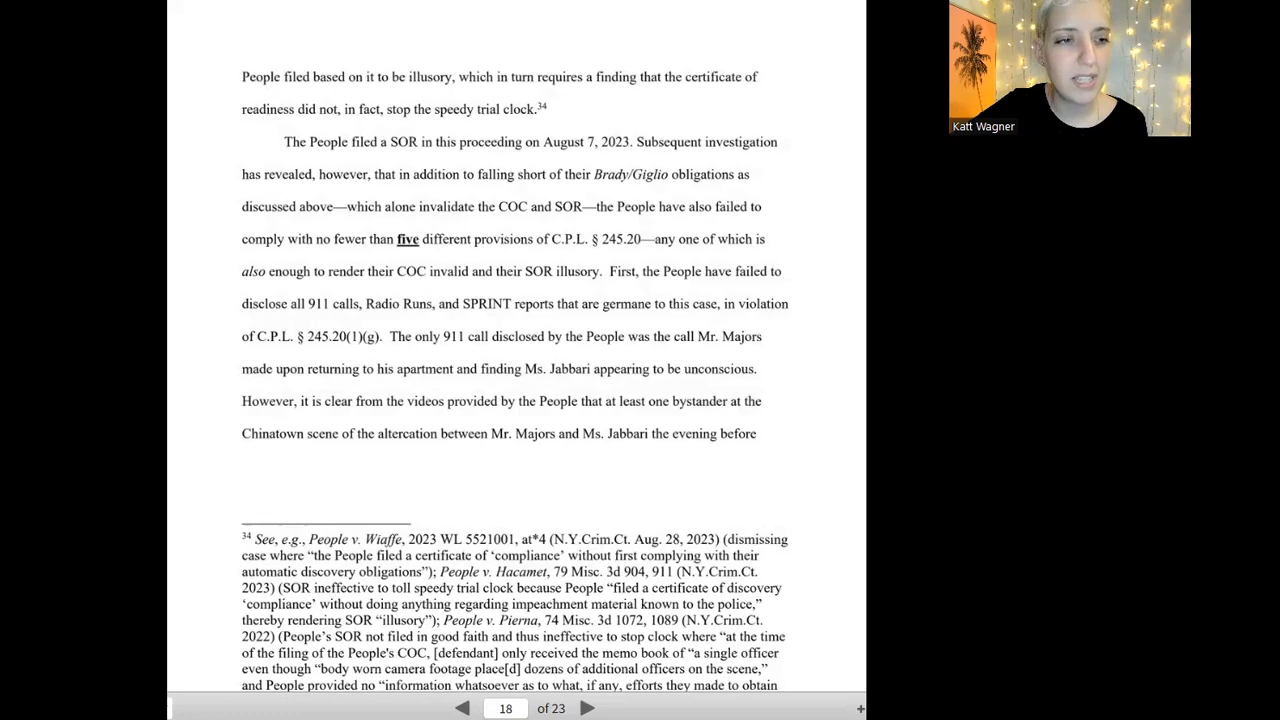 People filed based on it to be illusory, which in turn requires a finding that the certificate of
readiness did not, in fact, stop the speedy trial clock.34
The People filed a SOR in this proceeding on August 7, 2023. Subsequent investigation
has revealed, however, that in addition to falling short of their Brady/Giglio obligations as
discussed above—which alone invalidate the COC and SOR—the People have also failed to
comply with no fewer than five different provisions of C.P.L. § 245.20—any one of which is
also enough to render their COC invalid and their SOR illusory. First, the People have failed to
disclose all 911 calls, Radio Runs, and SPRINT reports that are germane to this case, in violation
of C.P.L. § 245.20(1)(g). The only 911 call disclosed by the People was the call Mr. Majors
made upon returning to his apartment and finding Ms. Jabbari appearing to be unconscious.
However, it is clear from the videos provided by the People that at least one bystander at the
Chinatown scene of the altercation between Mr. Majors and Ms. Jabbari the evening before
34 See, e.g., People v. Wiaffe, 2023 WL 5521001, at*4 (N.Y.Crim.Ct. Aug. 28, 2023) (dismissing
case where “the People filed a certificate of ‘compliance’ without first complying with their
automatic discovery obligations”); People v. Hacamet, 79 Misc. 3d 904, 911 (N.Y.Crim.Ct.
2023) (SOR ineffective to toll speedy trial clock because People “filed a certificate of discovery
‘compliance’ without doing anything regarding impeachment material known to the police,”
thereby rendering SOR “illusory”); People v. Pierna, 74 Misc. 3d 1072, 1089 (N.Y.Crim.Ct.
2022) (People’s SOR not filed in good faith and thus ineffective to stop clock where “at the time
of the filing of the People's COC, [defendant] only received the memo book of “a single officer
even though “body worn camera footage place[d] dozens of additional officers on the scene,”
and People provided no “information whatsoever as to what, if any, efforts they made to obtain
18 of 23
Katt Wagner